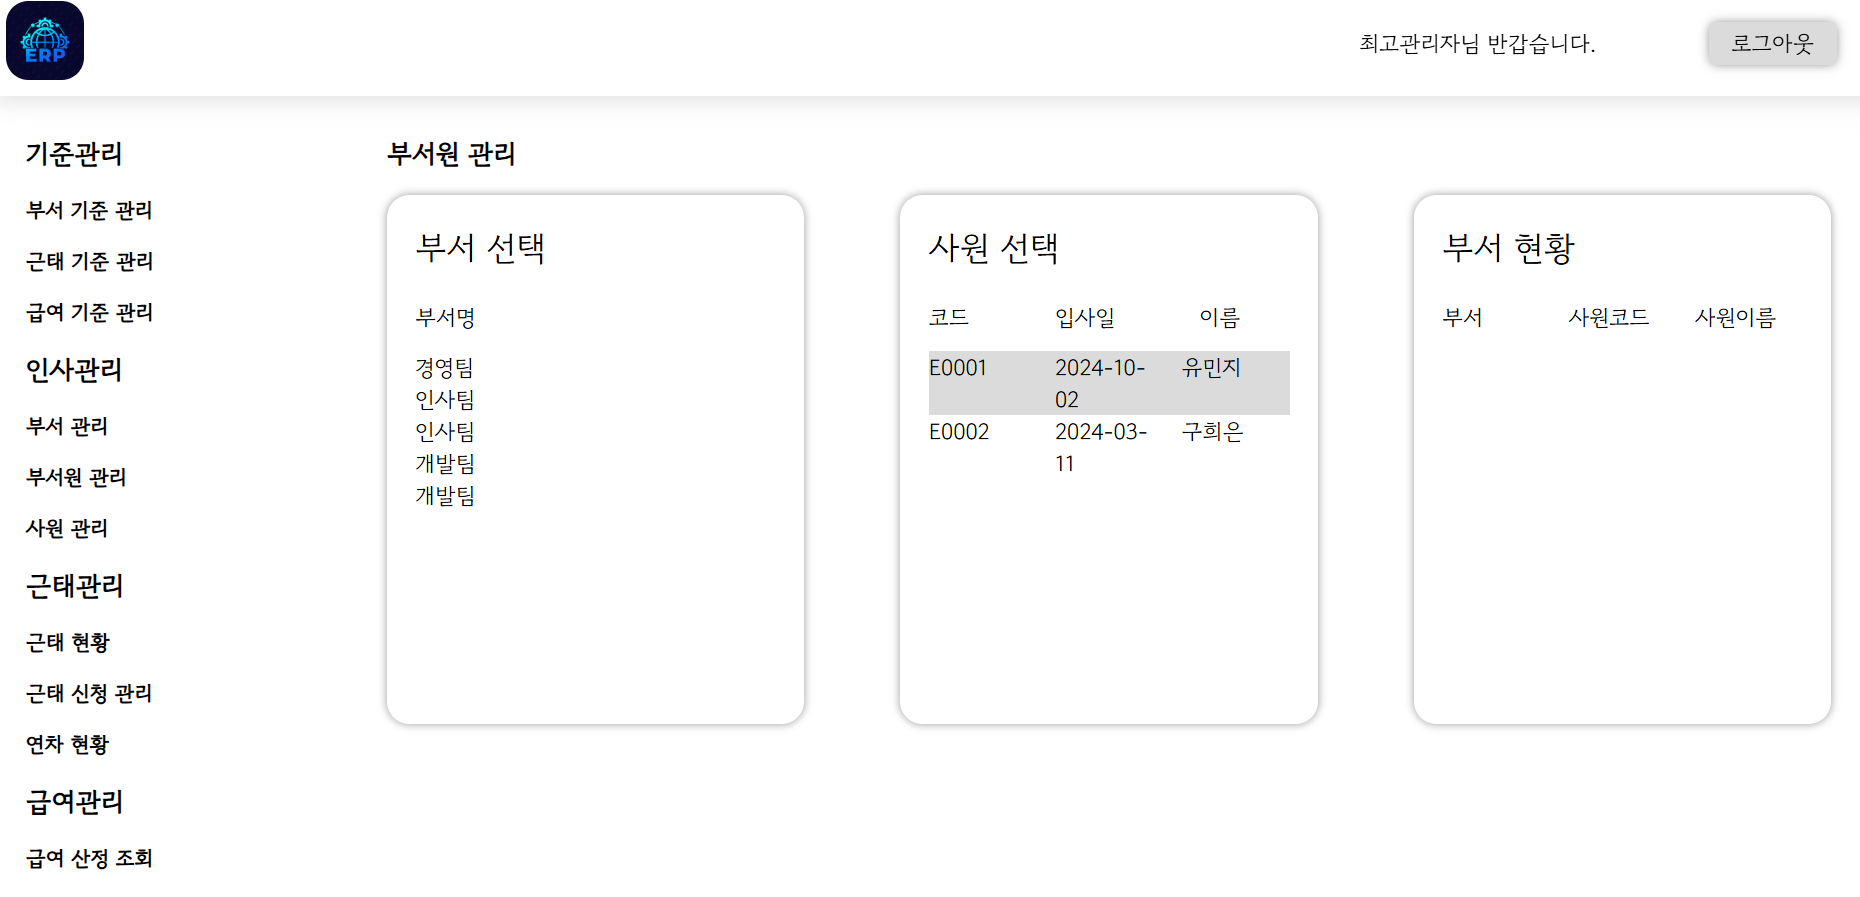 ERP
최고관리자님 반갑습니다.
로그아웃
기준관리
부서 기준 관리
근태 기준 관리
급여 기준 관리
인사관리
부서 관리
부서원 관리
사원 관리
근태관리
근태 현황
근태 신청 관리
연차 현황
급여관리
급여 산정 조회
부서원 관리
부서 선택
부서명
경영팀
인사팀
인사팀
개발팀
개발팀
사원 선택
코드 입사일 이름
E0001 2024-10-
02 유민지
E0002 2024-03-
11 구희은
부서 현황
부서 사원코드 사원이름